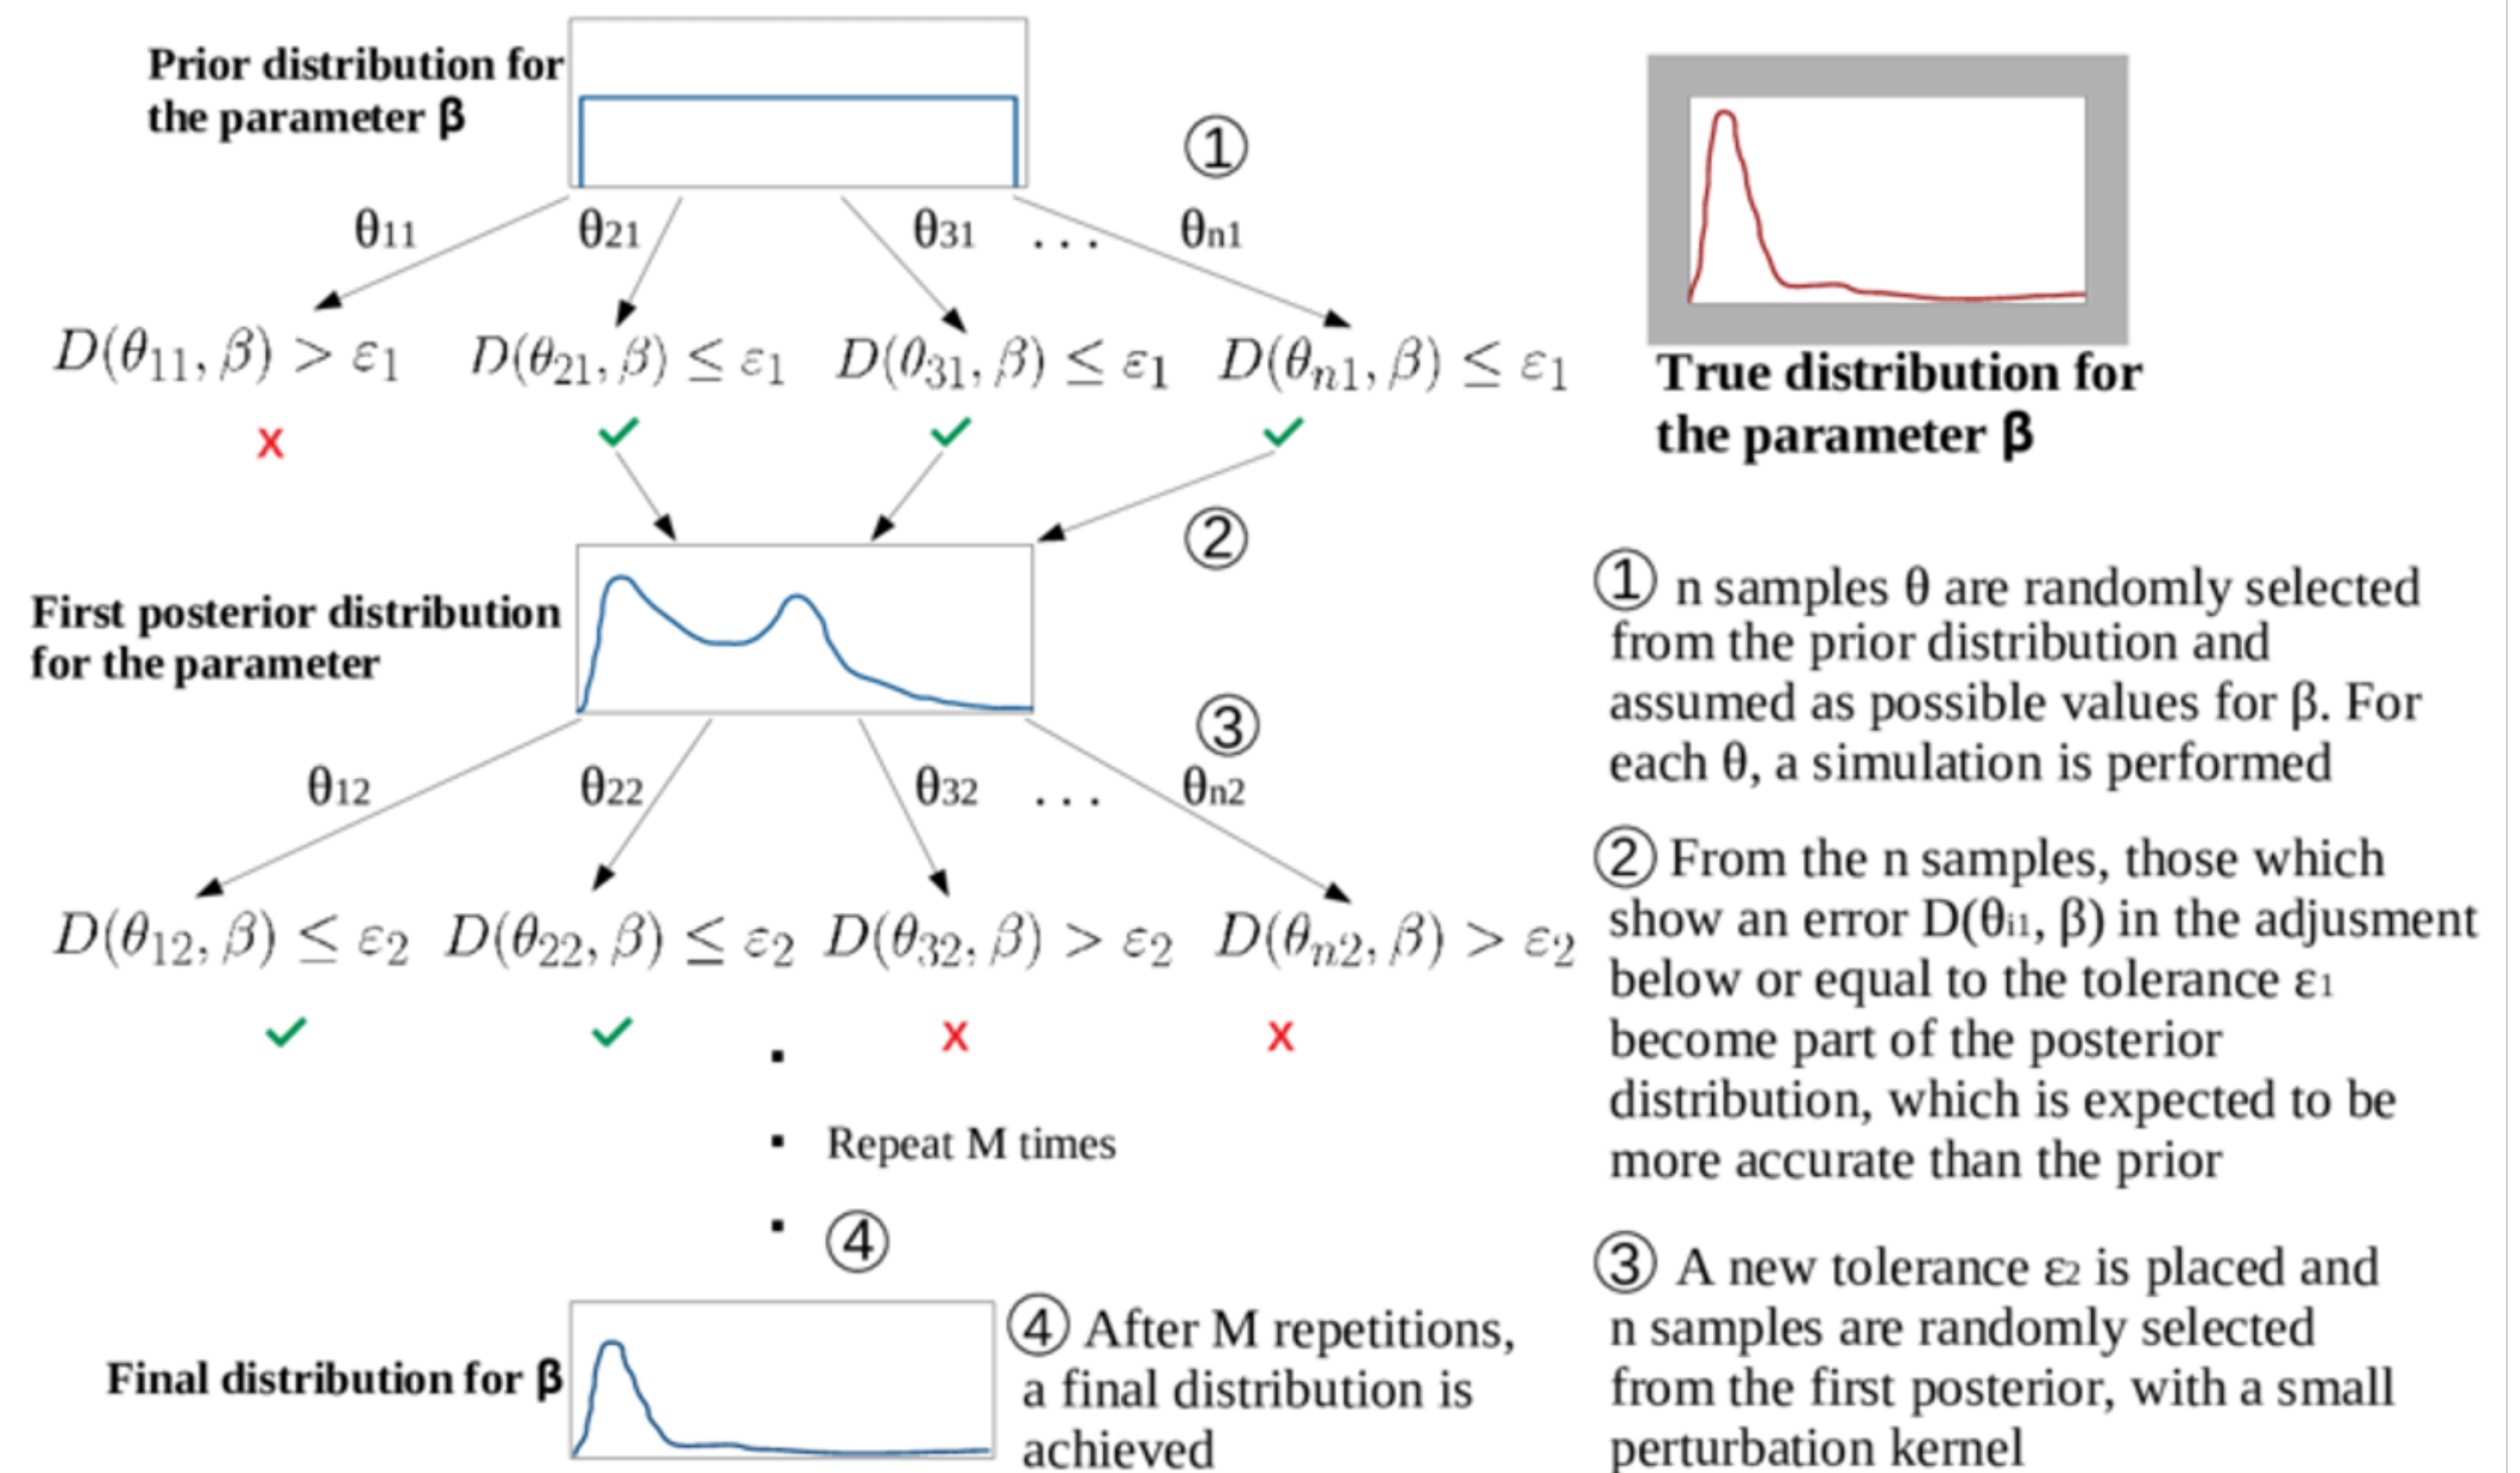 Prior distribution for
the parameter β
①
θ11 θ21 θ31 ... θn1
D(θ11, β) > ε1 D(θ21, β) ≤ ε1 D(θ31, β) ≤ ε1 D(θn1, β) ≤ ε1
x ✓ ✓ ✓
②
First posterior distribution
for the parameter
③
θ12 θ22 θ32 ... θn2
D(θ12, β) ≤ ε2 D(θ22, β) ≤ ε2 D(θ32, β) > ε2 D(θn2, β) > ε2
✓ ✓ x x
Repeat M times
④
Final distribution for β
④ After M repetitions,
a final distribution is
achieved
True distribution for
the parameter β
① n samples θ are randomly selected
from the prior distribution and
assumed as possible values for β. For
each θ, a simulation is performed
② From the n samples, those which
show an error D(θi1, β) in the adjusment
below or equal to the tolerance ε1
become part of the posterior
distribution, which is expected to be
more accurate than the prior
③ A new tolerance ε2 is placed and
n samples are randomly selected
from the first posterior, with a small
perturbation kernel